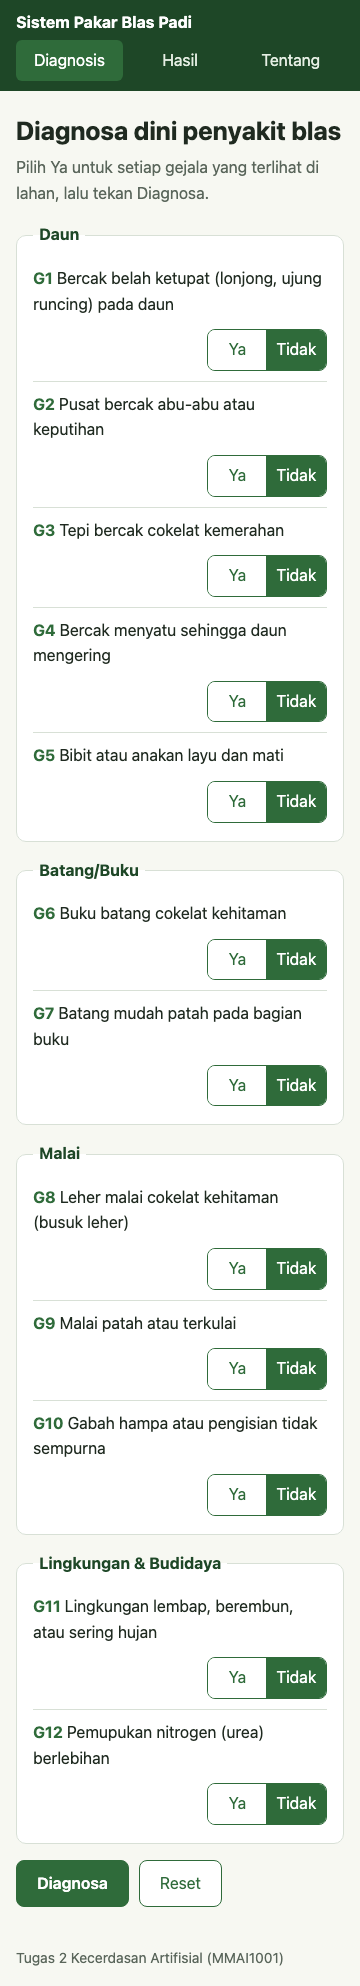 Sistem Pakar Blas Padi
Diagnosis Hasil Tentang
Diagnosa dini penyakit blas
Pilih Ya untuk setiap gejala yang terlihat di
lahan, lalu tekan Diagnosa.
Daun
G1 Bercak belah ketupat (lonjong, ujung
runcing) pada daun
Ya Tidak
G2 Pusat bercak abu-abu atau
keputihan
Ya Tidak
G3 Tepi bercak cokelat kemerahan
Ya Tidak
G4 Bercak menyatu sehingga daun
mengering
Ya Tidak
G5 Bibit atau anakan layu dan mati
Ya Tidak
Batang/Buku
G6 Buku batang cokelat kehitaman
Ya Tidak
G7 Batang mudah patah pada bagian
buku
Ya Tidak
Malai
G8 Leher malai cokelat kehitaman
(busuk leher)
Ya Tidak
G9 Malai patah atau terkulai
Ya Tidak
G10 Gabah hampa atau pengisian tidak
sempurna
Ya Tidak
Lingkungan & Budidaya
G11 Lingkungan lembap, berembun,
atau sering hujan
Ya Tidak
G12 Pemupukan nitrogen (urea)
berlebihan
Ya Tidak
Diagnosa Reset
Tugas 2 Kecerdasan Artifisial (MMAI1001)